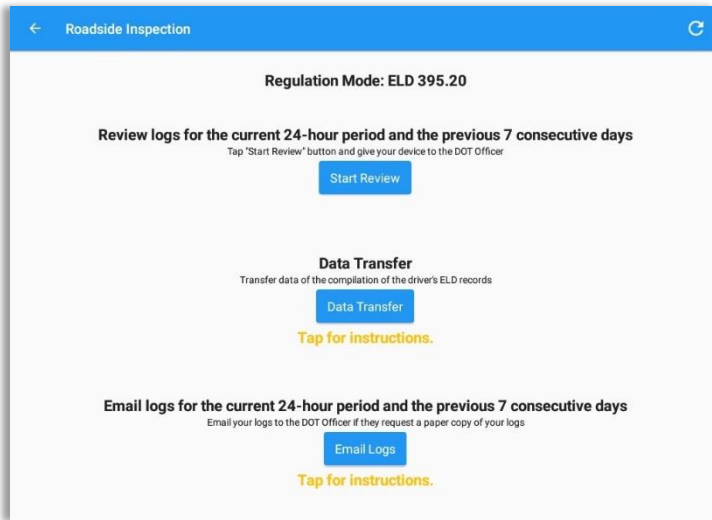 Roadside Inspection
Regulation Mode: ELD 395.20
Review logs for the current 24-hour period and the previous 7 consecutive days
Tap "Start Review" button and give your device to the DOT Officer
Start Review
Data Transfer
Transfer data of the compilation of the driver's ELD records
Data Transfer
Tap for instructions.
Email logs for the current 24-hour period and the previous 7 consecutive days
Email your logs to the DOT Officer if they request a paper copy of your logs
Email Logs
Tap for instructions.